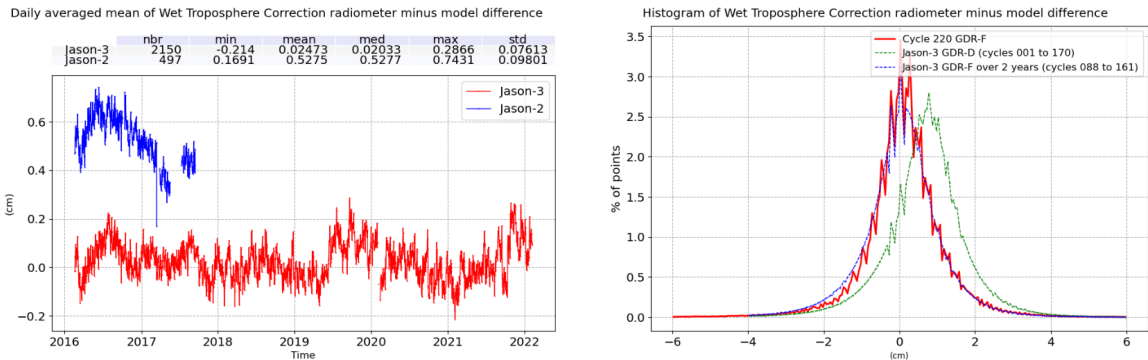 Daily averaged mean of Wet Troposphere Correction radiometer minus model difference
nbr min mean med max std
Jason-3 2150 -0.214 0.02473 0.02033 0.2866 0.07613
Jason-2 497 0.1691 0.5275 0.5277 0.7431 0.09801
Jason-3
Jason-2
0.6
0.4
0.2
0.0
−0.2
(cm)
2016 2017 2018 2019 2020 2021 2022
Time
Histogram of Wet Troposphere Correction radiometer minus model difference
Cycle 220 GDR-F
Jason-3 GDR-D (cycles 001 to 170)
Jason-3 GDR-F over 2 years (cycles 088 to 161)
3.5
3.0
2.5
2.0
1.5
1.0
0.5
0.0
% of points
−6 −4 −2 0 2 4 6
(cm)